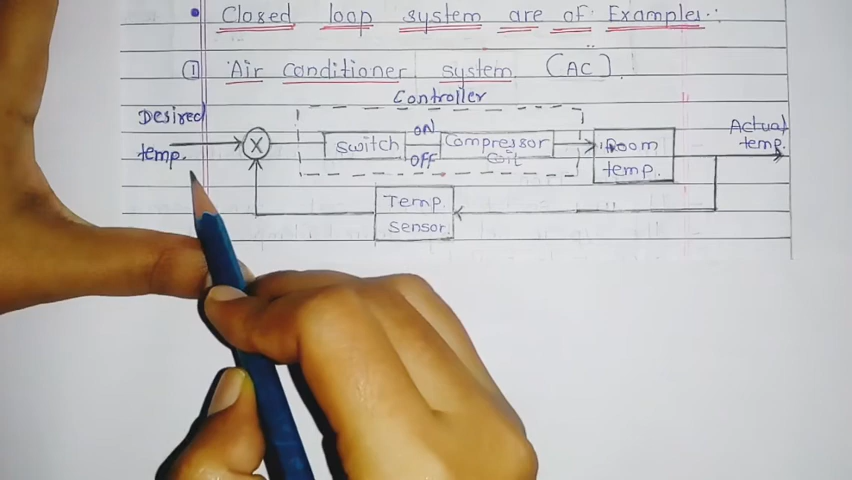 • Closed loop system are of Examples:
① Air conditioner system (AC)
Controller
Desired temp.
X
Switch
ON
OFF
Compressor coil
Room temp.
Actual temp.
Temp. Sensor